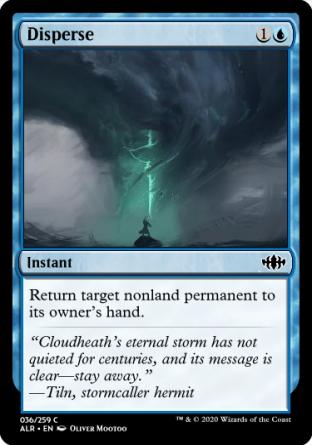 Disperse 1
Instant
Return target nonland permanent to
its owner's hand.
“Cloudheath's eternal storm has
not quieted for centuries, and its message is
clear—stay away.”
—Tiln, stormcaller hermit
036/259 C
ALR • EN OLIVER MOOTOO
™ & © 2020 Wizards of the Coast